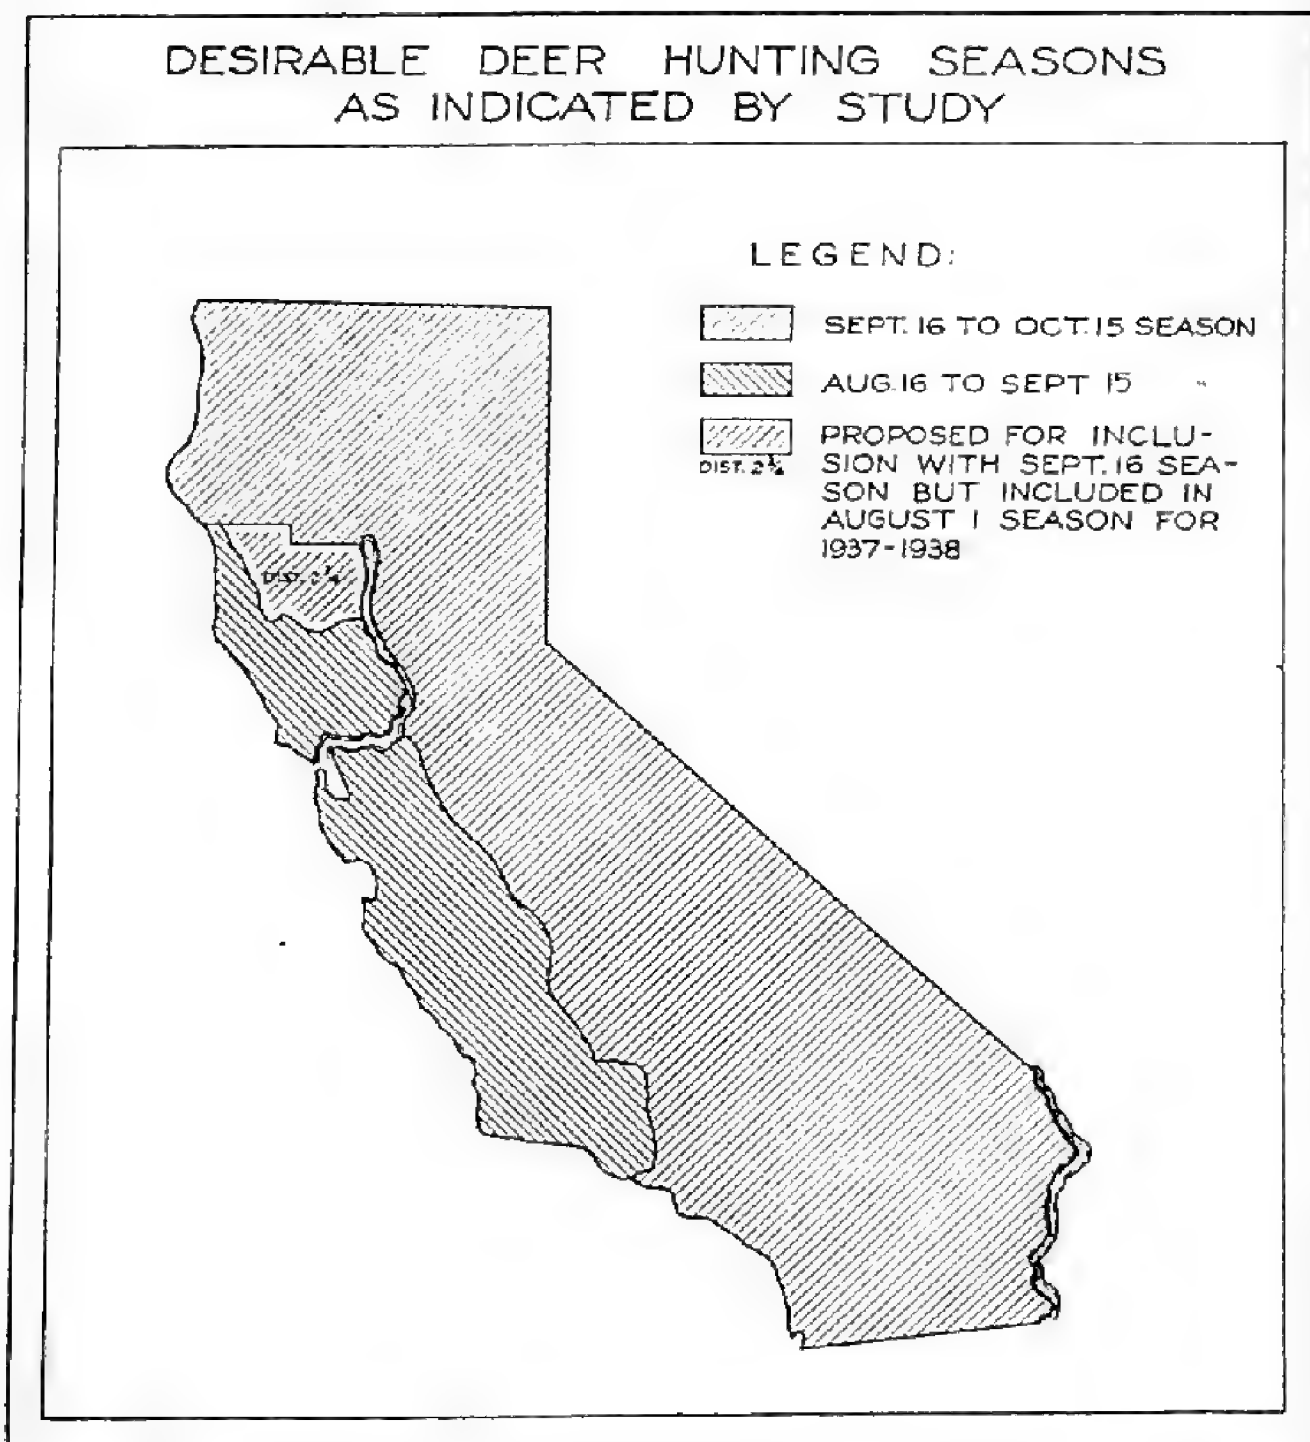 DESIRABLE DEER HUNTING SEASONS
AS INDICATED BY STUDY
LEGEND:
SEPT. 16 TO OCT. 15 SEASON
AUG. 16 TO SEPT 15 "
PROPOSED FOR INCLU-
DIST. 2¾ SION WITH SEPT. 16 SEA-
SON BUT INCLUDED IN
AUGUST 1 SEASON FOR
1937-1938
DIST. 2¾